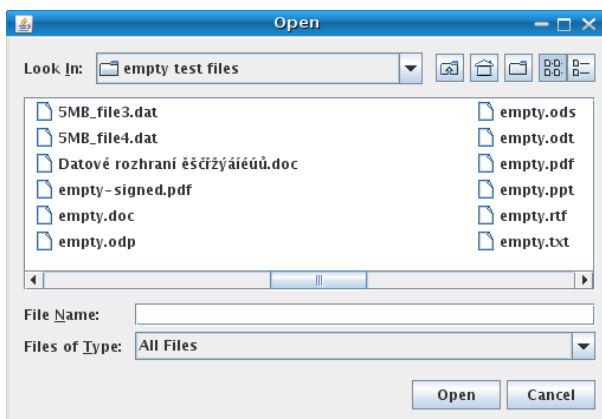 Open
Look In: empty test files
5MB_file3.dat
5MB_file4.dat
Datové rozhraní ěščřžýáíéúů.doc
empty-signed.pdf
empty.doc
empty.odp
empty.ods
empty.odt
empty.pdf
empty.ppt
empty.rtf
empty.txt
File Name:
Files of Type: All Files
Open Cancel